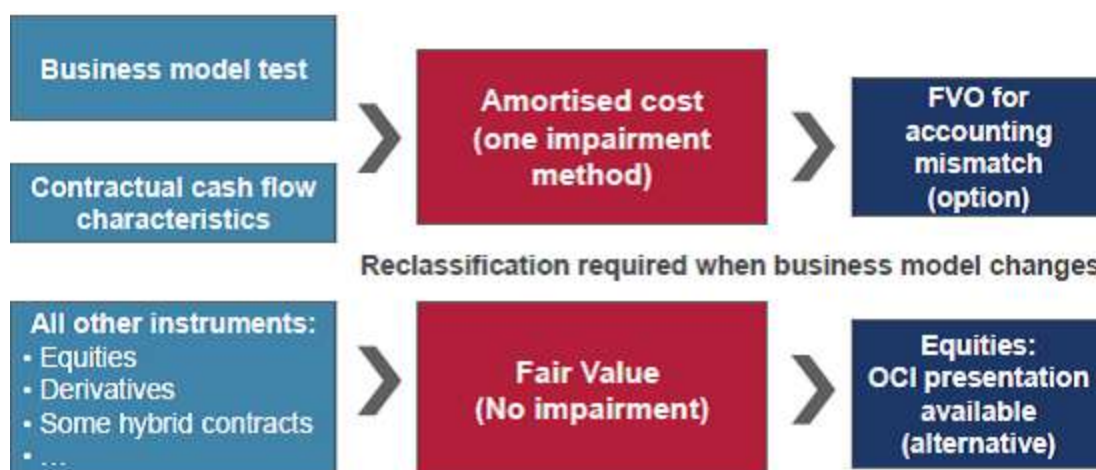 Business model test
Contractual cash flow
characteristics
Amortised cost
(one impairment
method)
FVO for
accounting
mismatch
(option)
Reclassification required when business model changes
All other instruments:
• Equities
• Derivatives
• Some hybrid contracts
• ...
Fair Value
(No impairment)
Equities:
OCI presentation
available
(alternative)